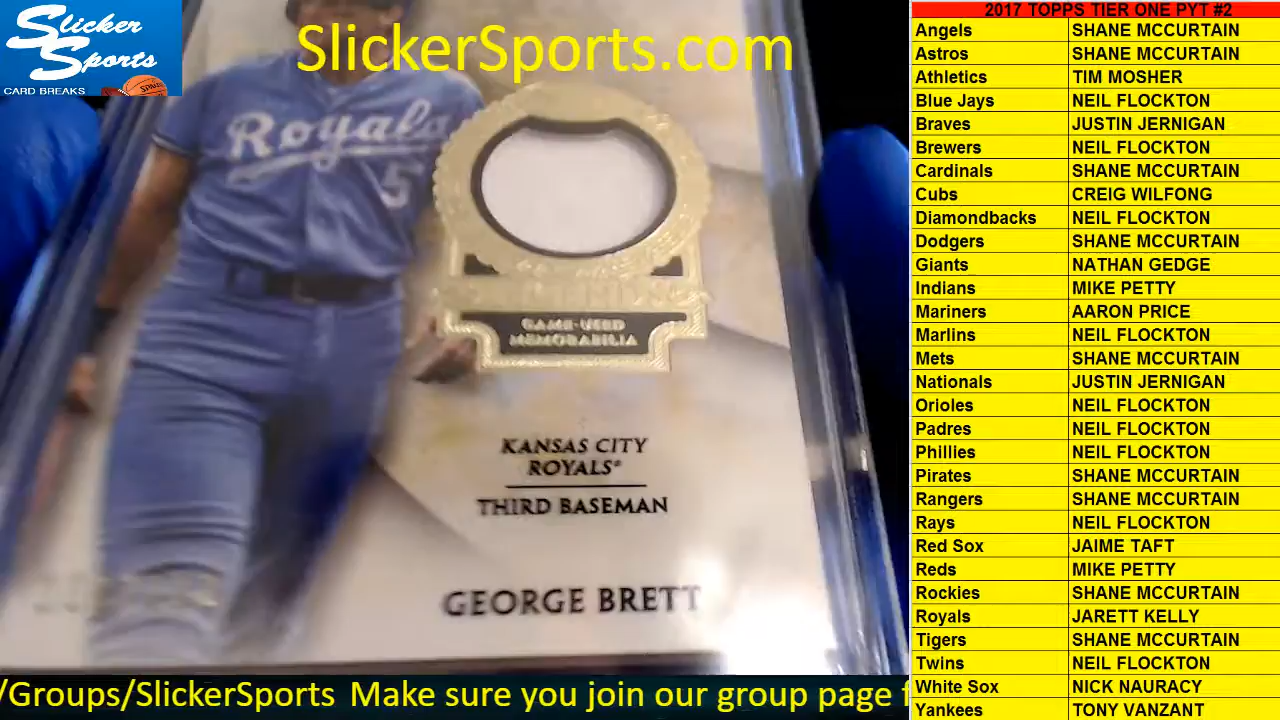 Slicker
Sports
CARD BREAKS
SlickerSports.com
Royals
5
GAME-USED
MEMORABILIA
KANSAS CITY
ROYALS®
THIRD BASEMAN
GEORGE BRETT
/Groups/SlickerSports Make sure you join our group page
2017 TOPPS TIER ONE PYT #2
Angels SHANE MCCURTAIN
Astros SHANE MCCURTAIN
Athletics TIM MOSHER
Blue Jays NEIL FLOCKTON
Braves JUSTIN JERNIGAN
Brewers NEIL FLOCKTON
Cardinals SHANE MCCURTAIN
Cubs CREIG WILFONG
Diamondbacks NEIL FLOCKTON
Dodgers SHANE MCCURTAIN
Giants NATHAN GEDGE
Indians MIKE PETTY
Mariners AARON PRICE
Marlins NEIL FLOCKTON
Mets SHANE MCCURTAIN
Nationals JUSTIN JERNIGAN
Orioles NEIL FLOCKTON
Padres NEIL FLOCKTON
Phillies NEIL FLOCKTON
Pirates SHANE MCCURTAIN
Rangers SHANE MCCURTAIN
Rays NEIL FLOCKTON
Red Sox JAIME TAFT
Reds MIKE PETTY
Rockies SHANE MCCURTAIN
Royals JARETT KELLY
Tigers SHANE MCCURTAIN
Twins NEIL FLOCKTON
White Sox NICK NAURACY
Yankees TONY VANZANT